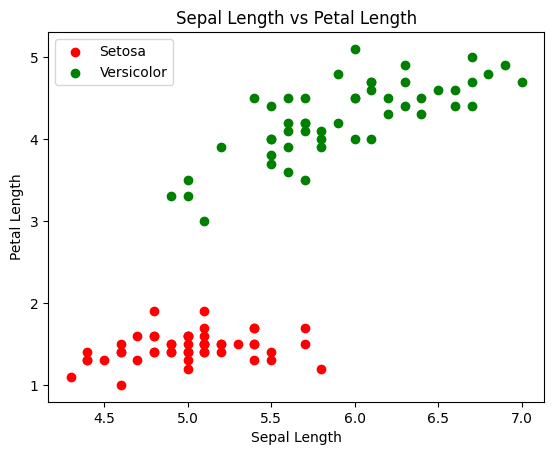 Sepal Length vs Petal Length
Setosa
Versicolor
Petal Length
5
4
3
2
1
4.5 5.0 5.5 6.0 6.5 7.0
Sepal Length